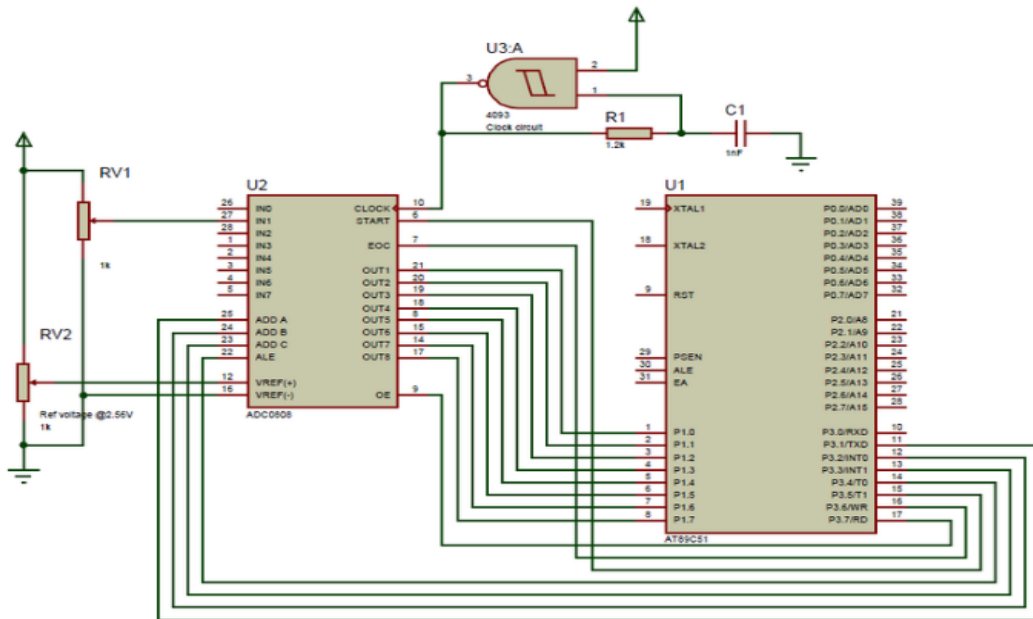 U3:A
3
2
1
4093
Clock circuit
R1
1.2k
C1
1nF
RV1
1k
RV2
Ref voltage @2.56V
1k
U2
26 IN0
27 IN1
28 IN2
1 IN3
2 IN4
3 IN5
4 IN6
5 IN7
25 ADD A
24 ADD B
23 ADD C
22 ALE
12 VREF(+)
16 VREF(-)
CLOCK 10
START 6
EOC 7
OUT1 21
OUT2 20
OUT3 19
OUT4 18
OUT5 8
OUT6 15
OUT7 14
OUT8 17
OE 9
ADC0808
U1
19 XTAL1
18 XTAL2
9 RST
29 PSEN
30 ALE
31 EA
1 P1.0
2 P1.1
3 P1.2
4 P1.3
5 P1.4
6 P1.5
7 P1.6
8 P1.7
P0.0/AD0 39
P0.1/AD1 38
P0.2/AD2 37
P0.3/AD3 36
P0.4/AD4 35
P0.5/AD5 34
P0.6/AD6 33
P0.7/AD7 32
P2.0/A8 21
P2.1/A9 22
P2.2/A10 23
P2.3/A11 24
P2.4/A12 25
P2.5/A13 26
P2.6/A14 27
P2.7/A15 28
P3.0/RXD 10
P3.1/TXD 11
P3.2/INT0 12
P3.3/INT1 13
P3.4/T0 14
P3.5/T1 15
P3.6/WR 16
P3.7/RD 17
AT89C51